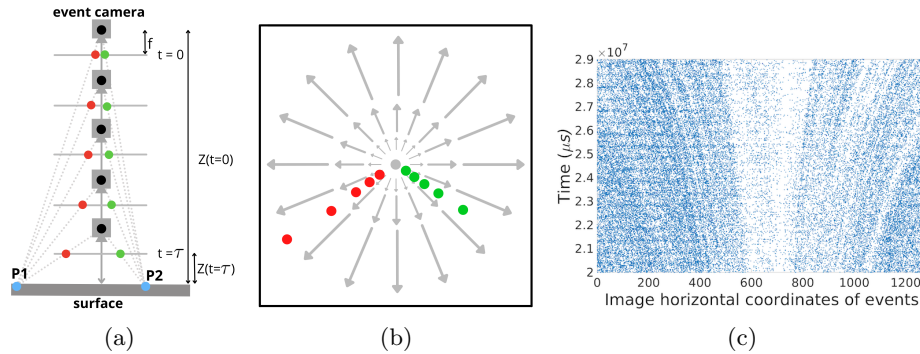 event camera
f
t = 0
Z(t=0)
t = τ
Z(t=τ)
P1
P2
surface
(a)
(b)
×10⁷
2.9
2.8
2.7
2.6
2.5
2.4
2.3
2.2
2.1
2
Time (μs)
0 200 400 600 800 1000 1200
Image horizontal coordinates of events
(c)